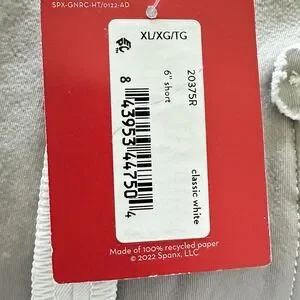 SPX-GNRC-HT/0122-AD
XL/XG/TG
20375R
6" short
classic white
8 43953 44750 4
Made of 100% recycled paper
© 2022 Spanx, LLC